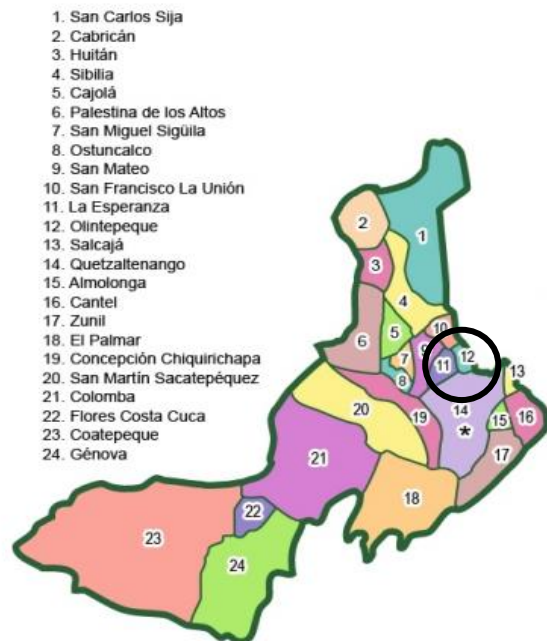 1. San Carlos Sija
2. Cabricán
3. Huitán
4. Sibilia
5. Cajolá
6. Palestina de los Altos
7. San Miguel Sigüila
8. Ostuncalco
9. San Mateo
10. San Francisco La Unión
11. La Esperanza
12. Olintepeque
13. Salcajá
14. Quetzaltenango
15. Almolonga
16. Cantel
17. Zunil
18. El Palmar
19. Concepción Chiquirichapa
20. San Martín Sacatepéquez
21. Colomba
22. Flores Costa Cuca
23. Coatepeque
24. Génova
2
1
3
4
10
6
5
9
7
11
12
8
13
20
19
14
*
15
16
17
21
18
22
23
24